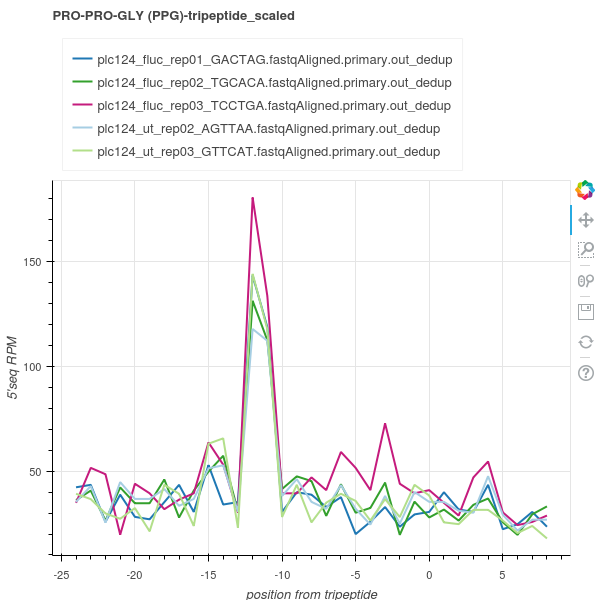 PRO-PRO-GLY (PPG)-tripeptide_scaled
plc124_fluc_rep01_GACTAG.fastqAligned.primary.out_dedup
plc124_fluc_rep02_TGCACA.fastqAligned.primary.out_dedup
plc124_fluc_rep03_TCCTGA.fastqAligned.primary.out_dedup
plc124_ut_rep02_AGTTAA.fastqAligned.primary.out_dedup
plc124_ut_rep03_GTTCAT.fastqAligned.primary.out_dedup
150
100
50
5'seq RPM
-25 -20 -15 -10 -5 0 5
position from tripeptide